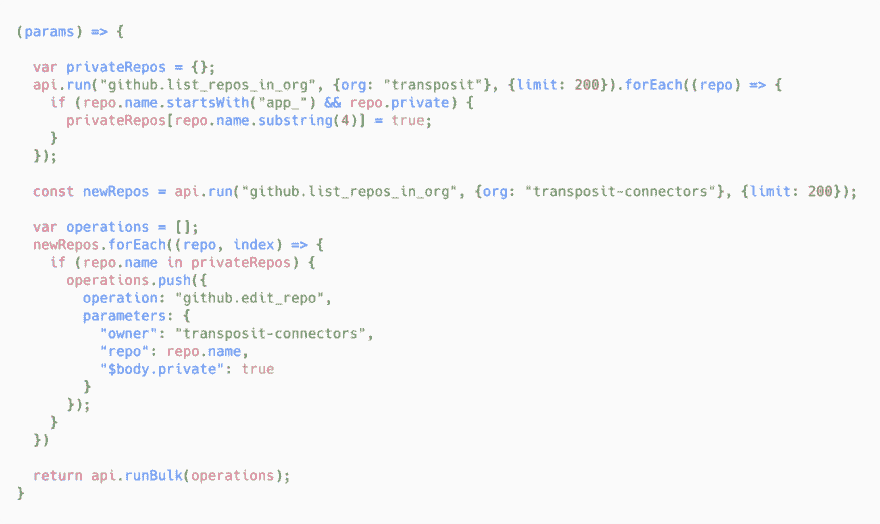 (params) => {
  var privateRepos = {};
  api.run("github.list_repos_in_org", {org: "transposit"}, {limit: 200}).forEach((repo) => {
    if (repo.name.startsWith("app_") && repo.private) {
      privateRepos[repo.name.substring(4)] = true;
    }
  });
  const newRepos = api.run("github.list_repos_in_org", {org: "transposit-connectors"}, {limit: 200});
  var operations = [];
  newRepos.forEach((repo, index) => {
    if (repo.name in privateRepos) {
      operations.push({
        operation: "github.edit_repo",
        parameters: {
          "owner": "transposit-connectors",
          "repo": repo.name,
          "$body.private": true
        }
      });
    }
  })
  return api.runBulk(operations);
}